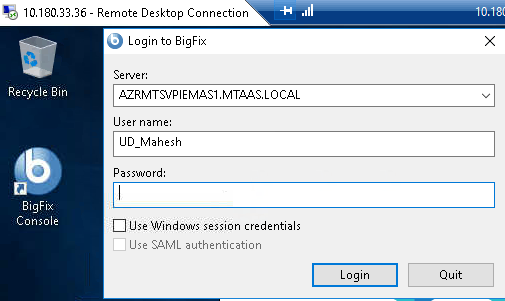 10.180.33.36 - Remote Desktop Connection
10.180
Recycle Bin
BigFix
Console
Login to BigFix
Server:
AZRMTSVPIEMAS1.MTAAS.LOCAL
User name:
UD_Mahesh
Password:
Use Windows session credentials
Use SAML authentication
Login
Quit